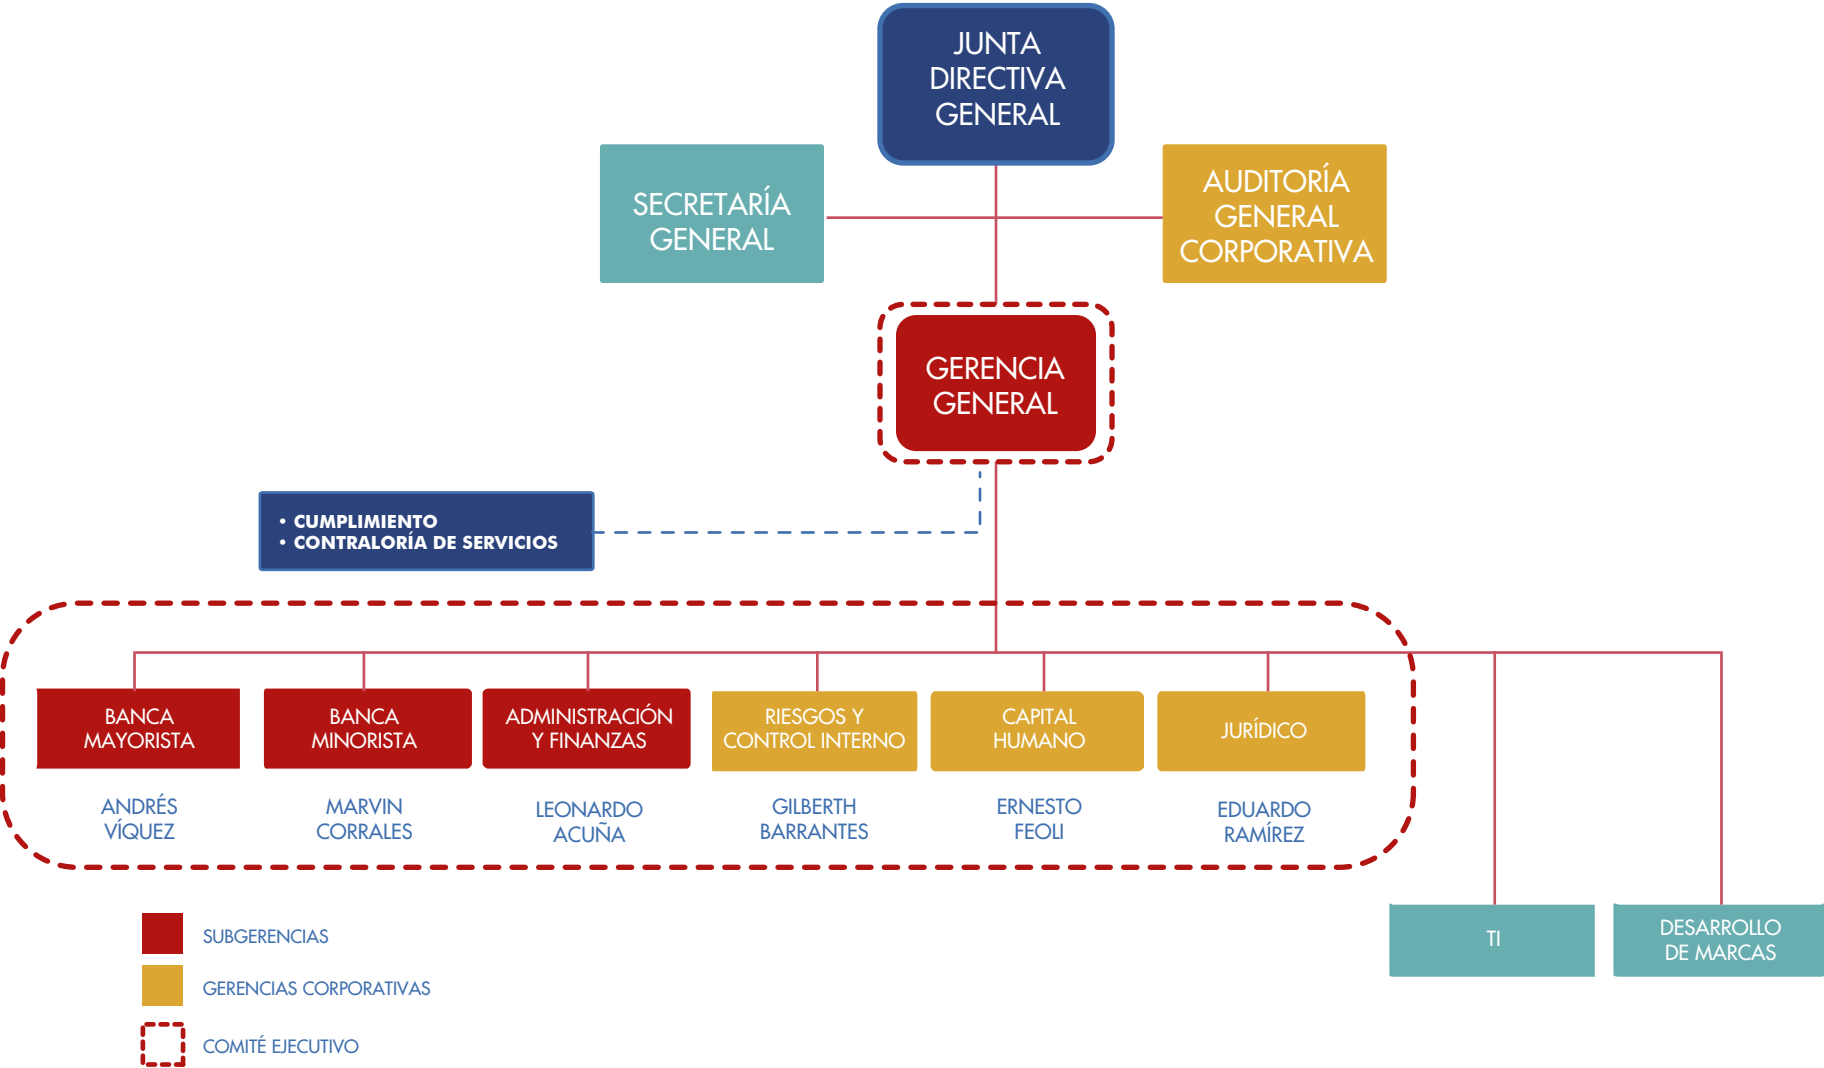 JUNTA
DIRECTIVA
GENERAL
SECRETARÍA
GENERAL
AUDITORÍA
GENERAL
CORPORATIVA
GERENCIA
GENERAL
• CUMPLIMIENTO
• CONTRALORÍA DE SERVICIOS
BANCA
MAYORISTA
BANCA
MINORISTA
ADMINISTRACIÓN
Y FINANZAS
RIESGOS Y
CONTROL INTERNO
CAPITAL
HUMANO
JURÍDICO
ANDRÉS
VÍQUEZ
MARVIN
CORRALES
LEONARDO
ACUÑA
GILBERTH
BARRANTES
ERNESTO
FEOLI
EDUARDO
RAMÍREZ
TI
DESARROLLO
DE MARCAS
SUBGERENCIAS
GERENCIAS CORPORATIVAS
COMITÉ EJECUTIVO